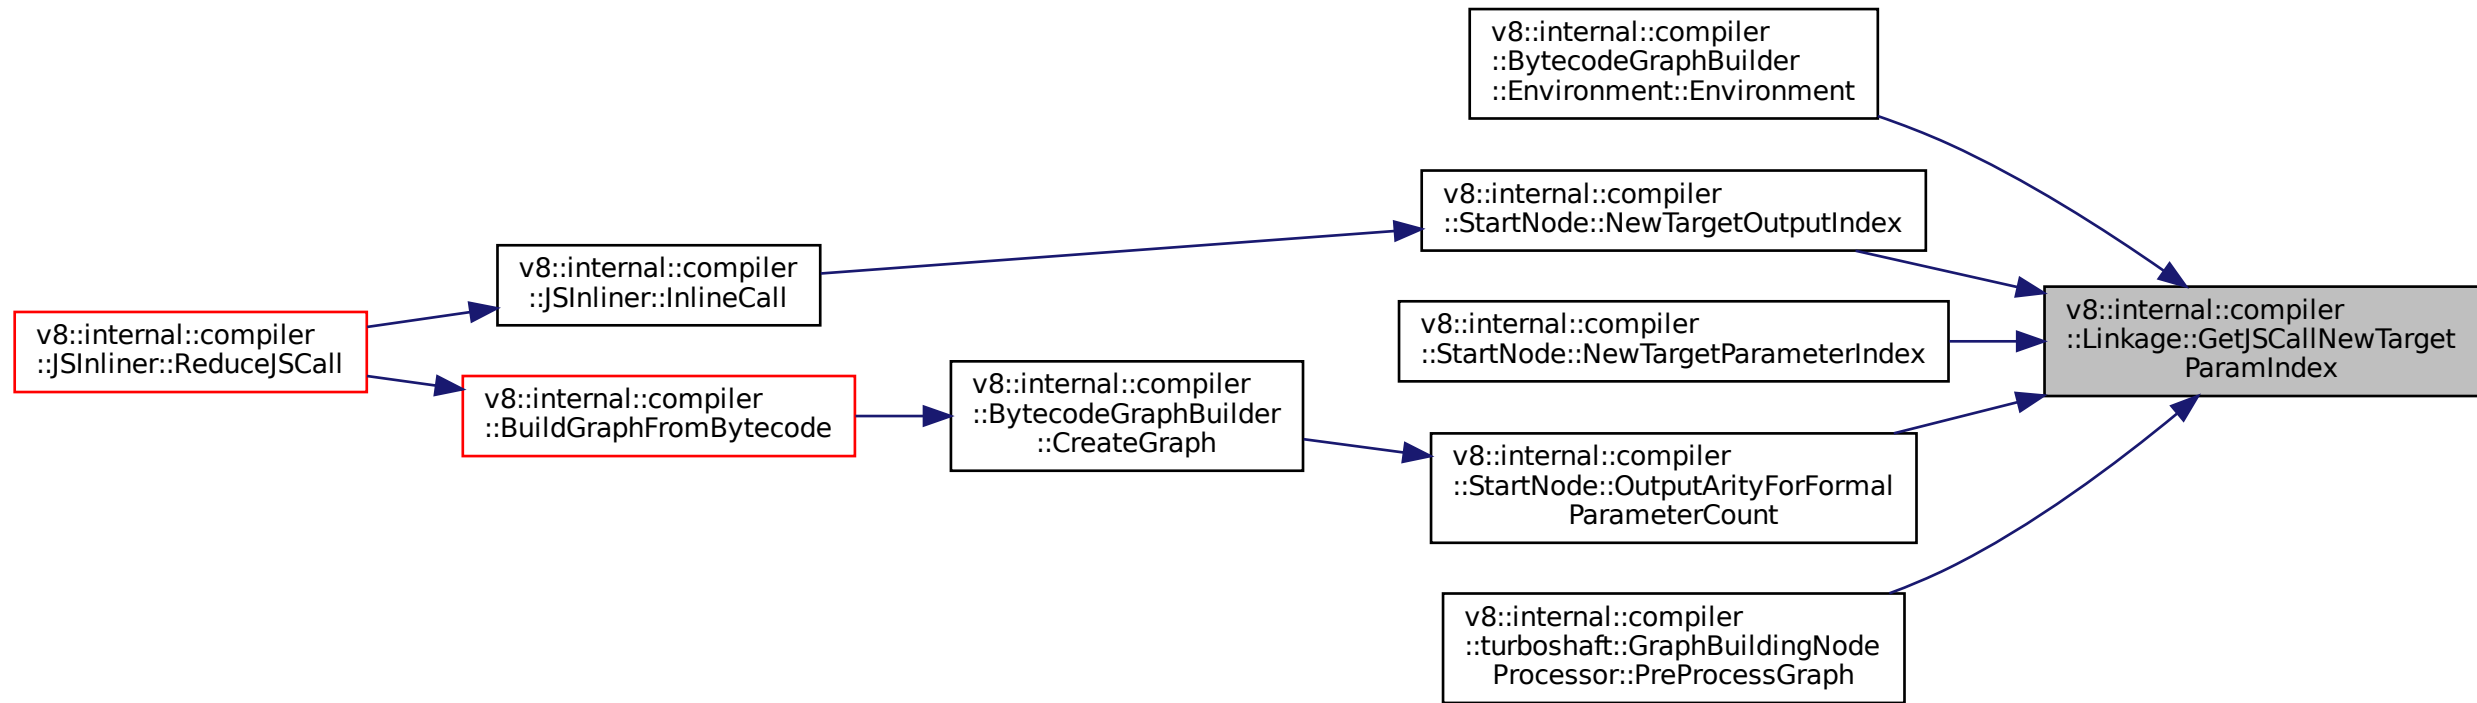 v8::internal::compiler
::BytecodeGraphBuilder
::Environment::Environment
v8::internal::compiler
::StartNode::NewTargetOutputIndex
v8::internal::compiler
::JSInliner::InlineCall
v8::internal::compiler
::Linkage::GetJSCallNewTarget
ParamIndex
v8::internal::compiler
::StartNode::NewTargetParameterIndex
v8::internal::compiler
::JSInliner::ReduceJSCall
v8::internal::compiler
::BytecodeGraphBuilder
::CreateGraph
v8::internal::compiler
::BuildGraphFromBytecode
v8::internal::compiler
::StartNode::OutputArityForFormal
ParameterCount
v8::internal::compiler
::turboshaft::GraphBuildingNode
Processor::PreProcessGraph